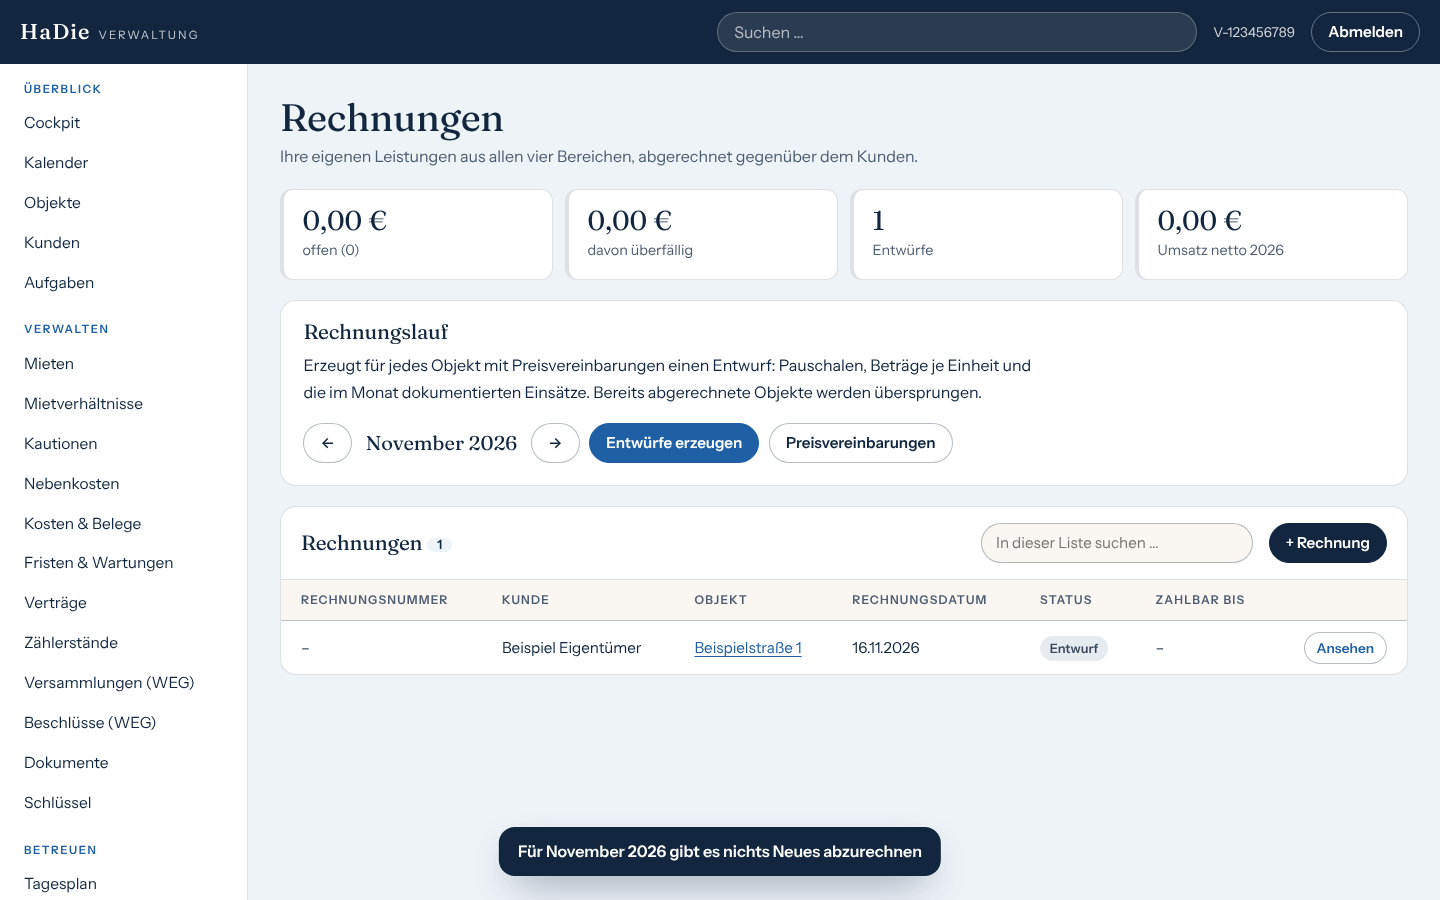 HaDie VERWALTUNG
Suchen ...
V-123456789
Abmelden
ÜBERBLICK
Cockpit
Kalender
Objekte
Kunden
Aufgaben
VERWALTEN
Mieten
Mietverhältnisse
Kautionen
Nebenkosten
Kosten & Belege
Fristen & Wartungen
Verträge
Zählerstände
Versammlungen (WEG)
Beschlüsse (WEG)
Dokumente
Schlüssel
BETREUEN
Tagesplan
Rechnungen
Ihre eigenen Leistungen aus allen vier Bereichen, abgerechnet gegenüber dem Kunden.
0,00 €
offen (0)
0,00 €
davon überfällig
1
Entwürfe
0,00 €
Umsatz netto 2026
Rechnungslauf
Erzeugt für jedes Objekt mit Preisvereinbarungen einen Entwurf: Pauschalen, Beträge je Einheit und
die im Monat dokumentierten Einsätze. Bereits abgerechnete Objekte werden übersprungen.
← November 2026 → Entwürfe erzeugen Preisvereinbarungen
Rechnungen 1
In dieser Liste suchen ...
+ Rechnung
RECHNUNGSNUMMER KUNDE OBJEKT RECHNUNGSDATUM STATUS ZAHLBAR BIS
– Beispiel Eigentümer Beispielstraße 1 16.11.2026 Entwurf – Ansehen
Für November 2026 gibt es nichts Neues abzurechnen